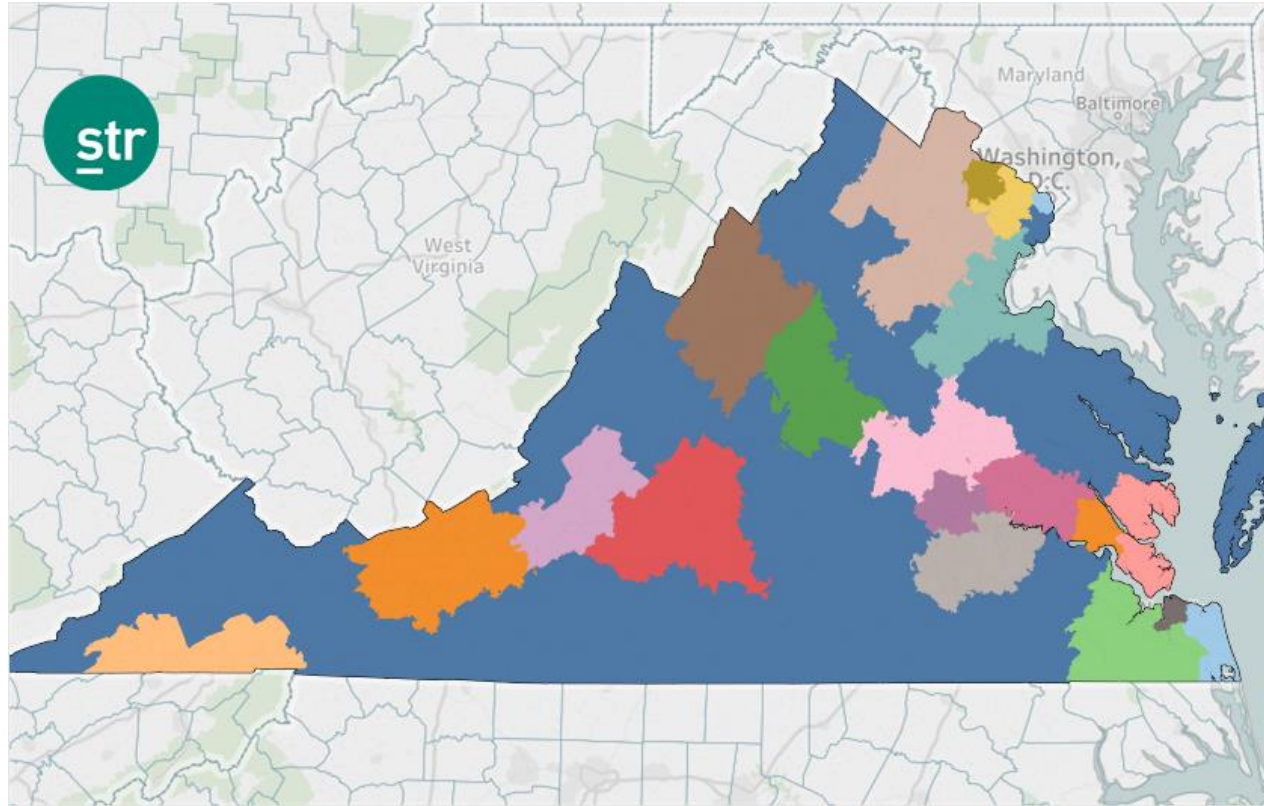 str
Maryland
Baltimore
Washington,
D.C.
West
Virginia